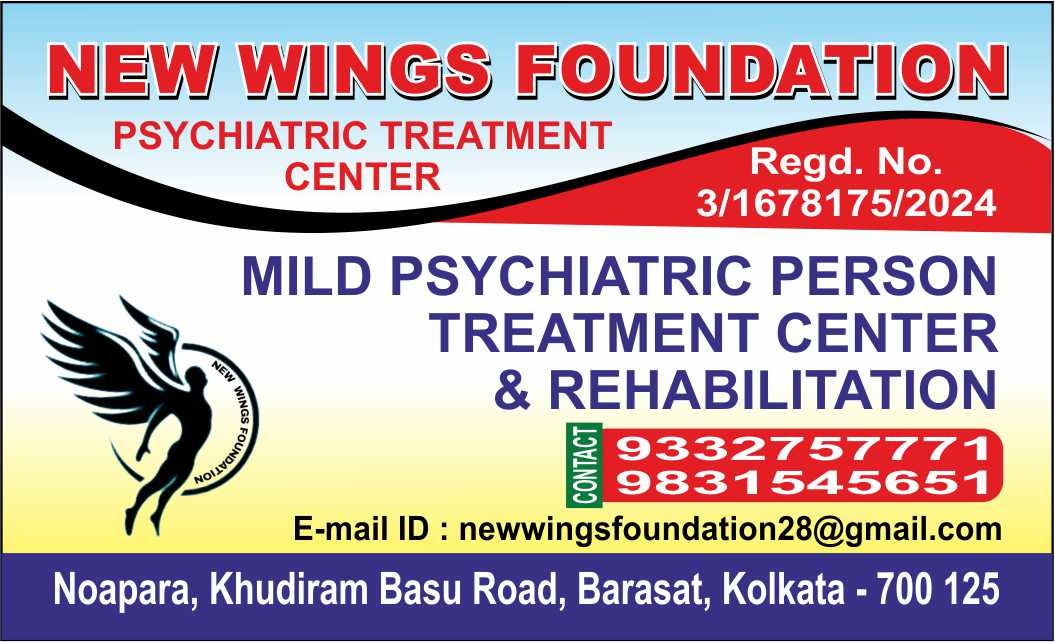 NEW WINGS FOUNDATION
PSYCHIATRIC TREATMENT
CENTER
Regd. No.
3/1678175/2024
MILD PSYCHIATRIC PERSON
TREATMENT CENTER
& REHABILITATION
NEW WINGS FOUNDATION
CONTACT
9332757771
9831545651
E-mail ID : newwingsfoundation28@gmail.com
Noapara, Khudiram Basu Road, Barasat, Kolkata - 700 125